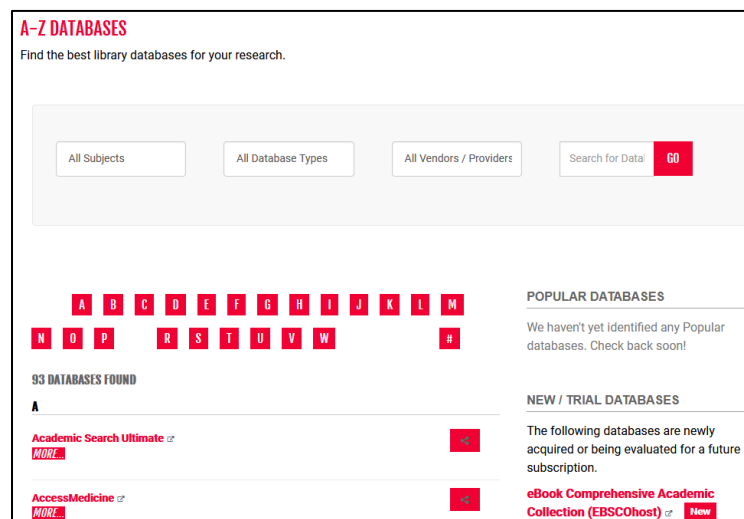 A–Z DATABASES
Find the best library databases for your research.
All Subjects
All Database Types
All Vendors / Providers
Search for Data
GO
A B C D E F G H I J K L M
N O P R S T U V W #
93 DATABASES FOUND
A
Academic Search Ultimate
MORE...
AccessMedicine
MORE...
POPULAR DATABASES
We haven't yet identified any Popular
databases. Check back soon!
NEW / TRIAL DATABASES
The following databases are newly
acquired or being evaluated for a future
subscription.
eBook Comprehensive Academic
Collection (EBSCOhost) New